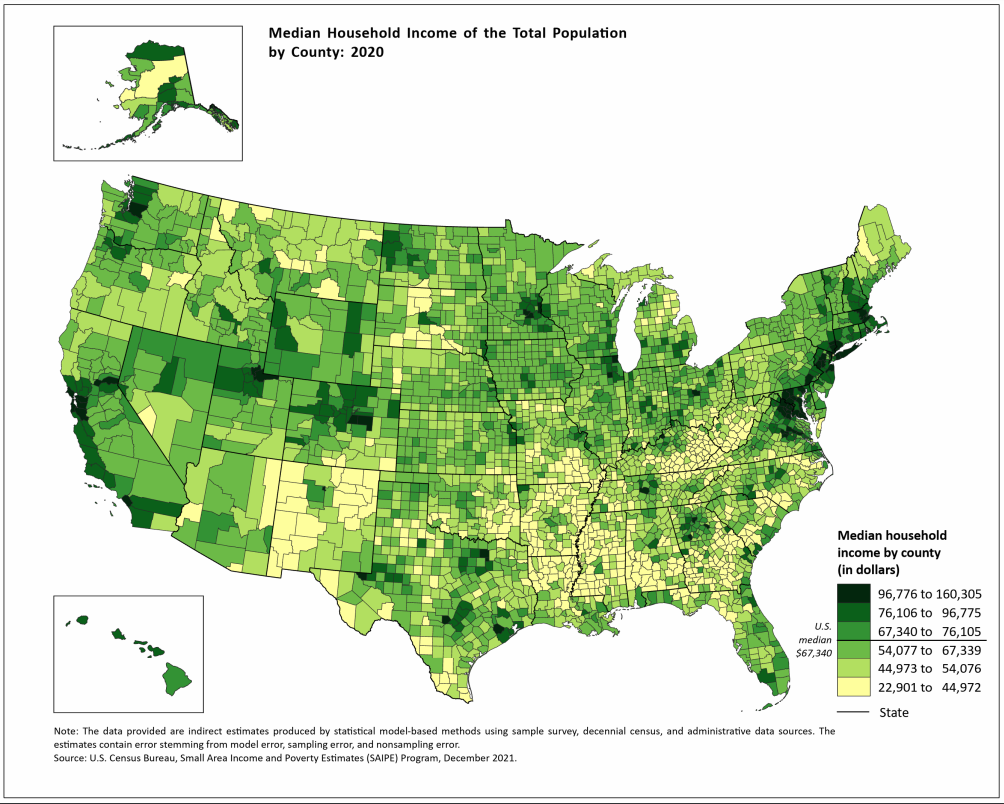 Median Household Income of the Total Population
by County: 2020
Median household
income by county
(in dollars)
96,776 to 160,305
76,106 to 96,775
67,340 to 76,105
U.S.
median
$67,340
54,077 to 67,339
44,973 to 54,076
22,901 to 44,972
State
Note: The data provided are indirect estimates produced by statistical model-based methods using sample survey, decennial census, and administrative data sources. The
estimates contain error stemming from model error, sampling error, and nonsampling error.
Source: U.S. Census Bureau, Small Area Income and Poverty Estimates (SAIPE) Program, December 2021.